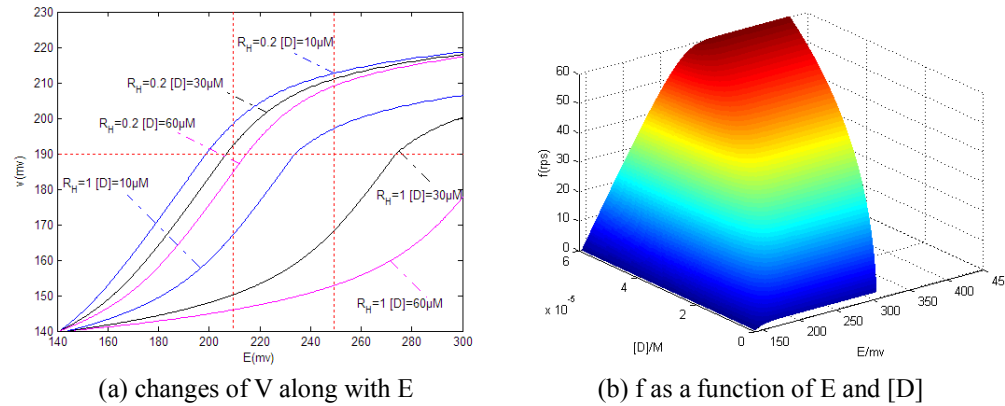 230
220
210
200
190
180
170
160
150
140
v(mv)
R_H=0.2 [D]=10μM
R_H=0.2 [D]=30μM
R_H=0.2 [D]=60μM
R_H=1 [D]=10μM
R_H=1 [D]=30μM
R_H=1 [D]=60μM
140 160 180 200 220 240 260 280 300
E(mv)
(a) changes of V along with E
60
50
40
30
20
10
0
f(rps)
6
4
2
0
x 10⁻⁵
[D]/M
150 200 250 300 350 400 45
E/mv
(b) f as a function of E and [D]